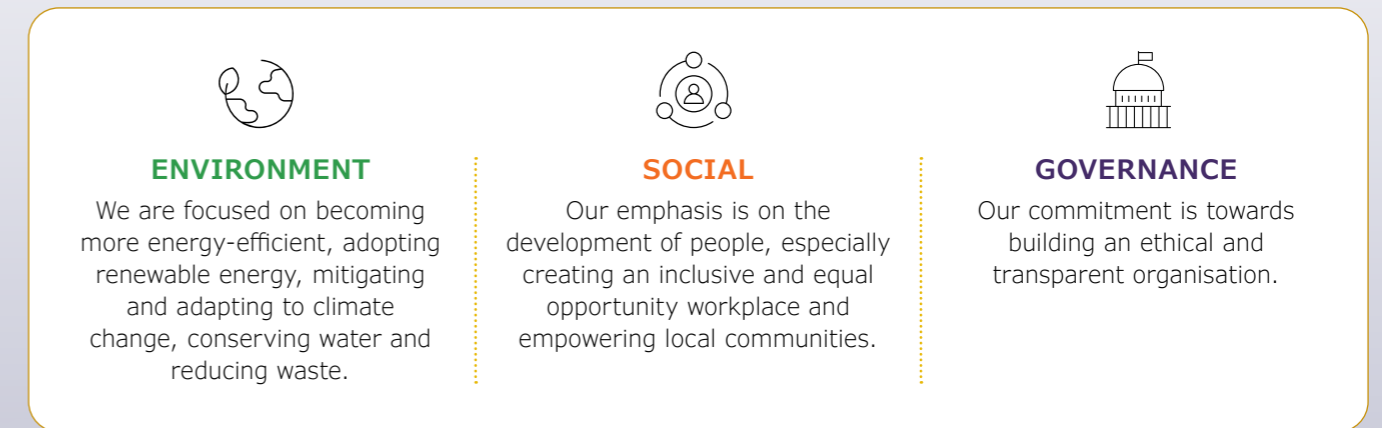 ENVIRONMENT
We are focused on becoming
more energy-efficient, adopting
renewable energy, mitigating
and adapting to climate
change, conserving water and
reducing waste.
SOCIAL
Our emphasis is on the
development of people, especially
creating an inclusive and equal
opportunity workplace and
empowering local communities.
GOVERNANCE
Our commitment is towards
building an ethical and
transparent organisation.